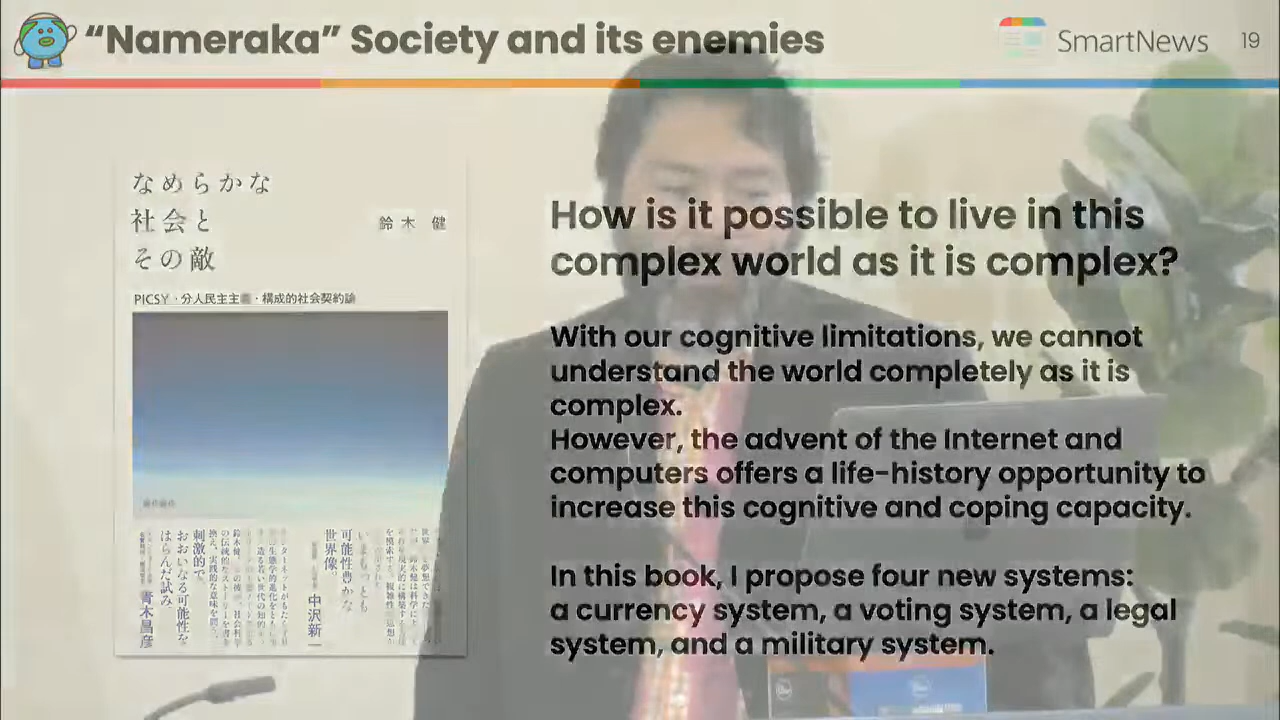 “Nameraka” Society and its enemies
SmartNews
19
なめらかな
社会と
その敵
鈴木 健
PICSY・分人民主主義・構成的社会契約論
How is it possible to live in this
complex world as it is complex?
With our cognitive limitations, we cannot
understand the world completely as it is
complex.
However, the advent of the Internet and
computers offers a life-history opportunity to
increase this cognitive and coping capacity.
In this book, I propose four new systems:
a currency system, a voting system, a legal
system, and a military system.
可能性豊かな
世界像。
中沢新一
刺激的で
おおいなる可能性を
はらんだ試み
青木昌彦